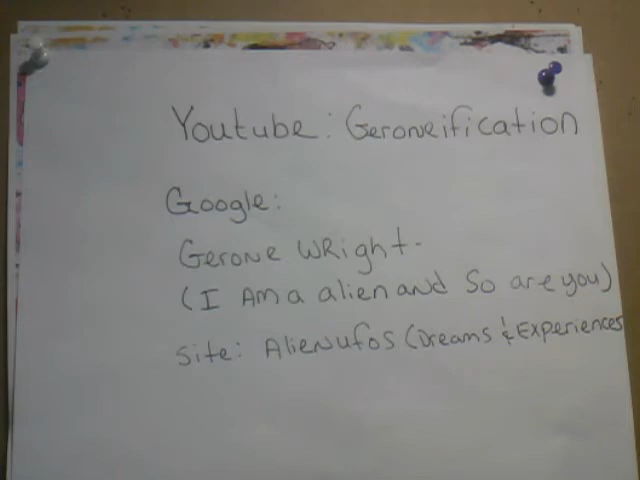 Youtube: Geroneification
Google:
Gerone Wright-
(I Am a alien and So are you)
Site: Alienufos (Dreams & Experiences